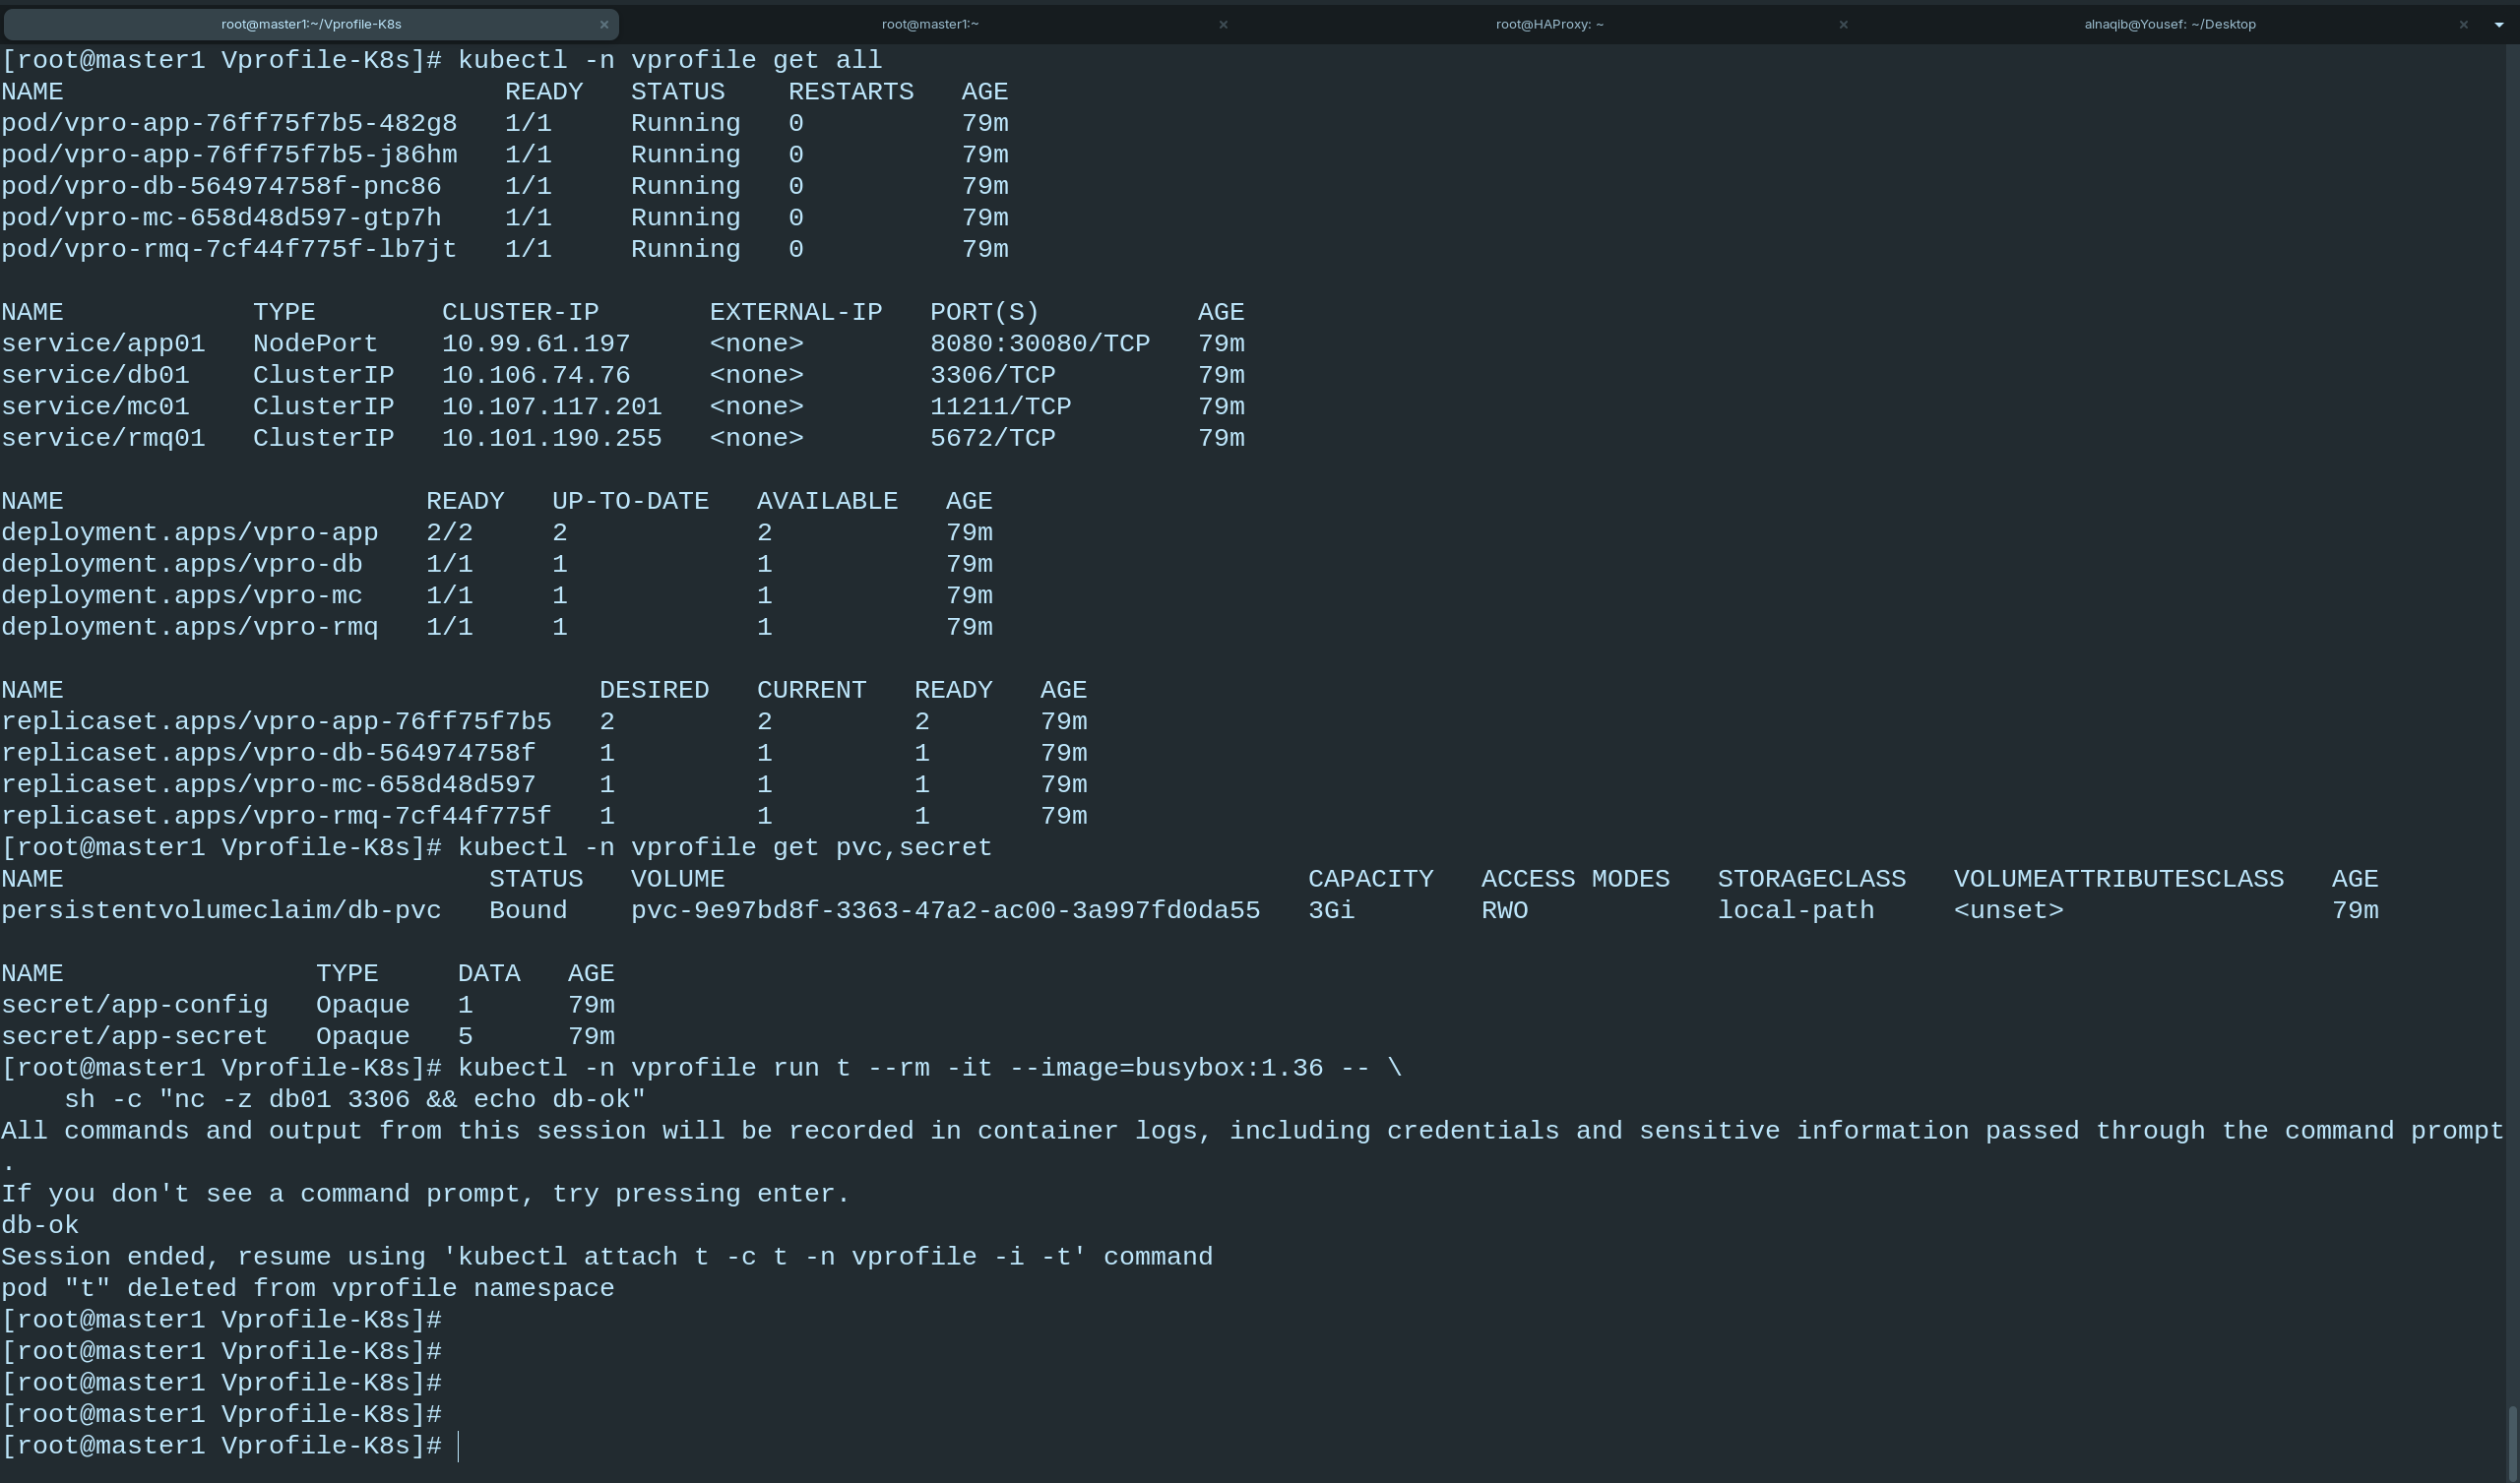 root@master1:~/Vprofile-K8s × root@master1:~ × root@HAProxy: ~ × alnaqib@Yousef: ~/Desktop ×
[root@master1 Vprofile-K8s]# kubectl -n vprofile get all
NAME                            READY   STATUS    RESTARTS   AGE
pod/vpro-app-76ff75f7b5-482g8   1/1     Running   0          79m
pod/vpro-app-76ff75f7b5-j86hm   1/1     Running   0          79m
pod/vpro-db-564974758f-pnc86    1/1     Running   0          79m
pod/vpro-mc-658d48d597-gtp7h    1/1     Running   0          79m
pod/vpro-rmq-7cf44f775f-lb7jt   1/1     Running   0          79m

NAME            TYPE        CLUSTER-IP       EXTERNAL-IP   PORT(S)          AGE
service/app01   NodePort    10.99.61.197     <none>        8080:30080/TCP   79m
service/db01    ClusterIP   10.106.74.76     <none>        3306/TCP         79m
service/mc01    ClusterIP   10.107.117.201   <none>        11211/TCP        79m
service/rmq01   ClusterIP   10.101.190.255   <none>        5672/TCP         79m

NAME                       READY   UP-TO-DATE   AVAILABLE   AGE
deployment.apps/vpro-app   2/2     2            2           79m
deployment.apps/vpro-db    1/1     1            1           79m
deployment.apps/vpro-mc    1/1     1            1           79m
deployment.apps/vpro-rmq   1/1     1            1           79m

NAME                                  DESIRED   CURRENT   READY   AGE
replicaset.apps/vpro-app-76ff75f7b5   2         2         2       79m
replicaset.apps/vpro-db-564974758f    1         1         1       79m
replicaset.apps/vpro-mc-658d48d597    1         1         1       79m
replicaset.apps/vpro-rmq-7cf44f775f   1         1         1       79m
[root@master1 Vprofile-K8s]# kubectl -n vprofile get pvc,secret
NAME                           STATUS   VOLUME                                     CAPACITY   ACCESS MODES   STORAGECLASS   VOLUMEATTRIBUTESCLASS   AGE
persistentvolumeclaim/db-pvc   Bound    pvc-9e97bd8f-3363-47a2-ac00-3a997fd0da55   3Gi        RWO            local-path     <unset>                 79m

NAME                TYPE     DATA   AGE
secret/app-config   Opaque   1      79m
secret/app-secret   Opaque   5      79m
[root@master1 Vprofile-K8s]# kubectl -n vprofile run t --rm -it --image=busybox:1.36 -- \
    sh -c "nc -z db01 3306 && echo db-ok"
All commands and output from this session will be recorded in container logs, including credentials and sensitive information passed through the command prompt
.
If you don't see a command prompt, try pressing enter.
db-ok
Session ended, resume using 'kubectl attach t -c t -n vprofile -i -t' command
pod "t" deleted from vprofile namespace
[root@master1 Vprofile-K8s]#
[root@master1 Vprofile-K8s]#
[root@master1 Vprofile-K8s]#
[root@master1 Vprofile-K8s]#
[root@master1 Vprofile-K8s]#